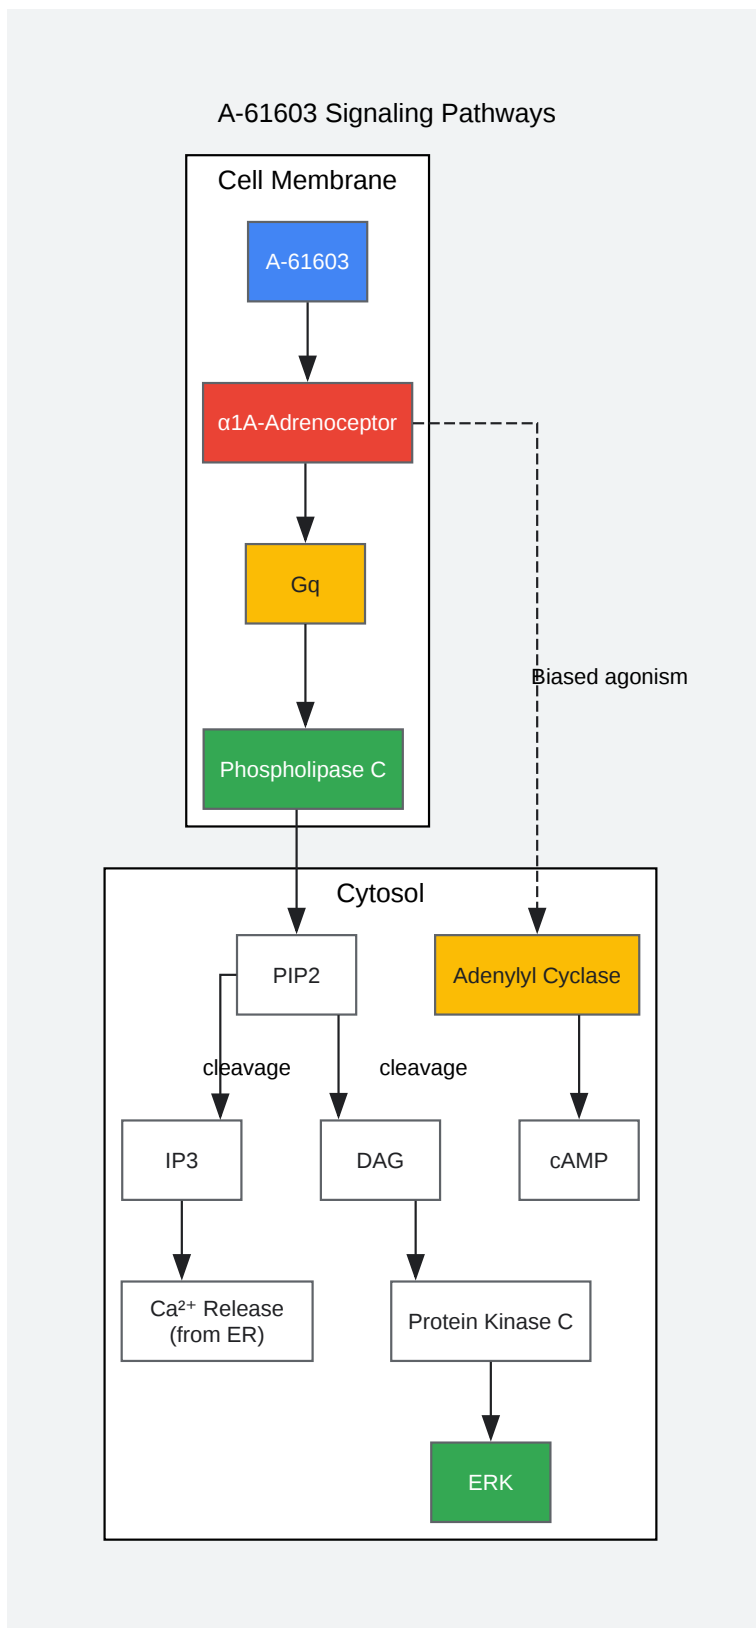 A-61603 Signaling Pathways
Cell Membrane
A-61603
α1A-Adrenoceptor
Gq
Biased agonism
Phospholipase C
Cytosol
PIP2
Adenylyl Cyclase
cleavage
cleavage
IP3
DAG
cAMP
Ca²⁺ Release
(from ER)
Protein Kinase C
ERK